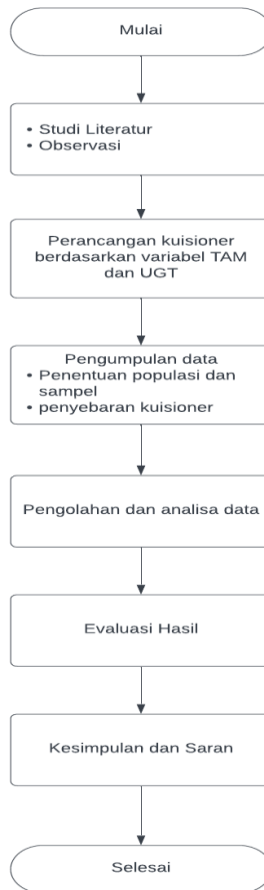 Mulai
• Studi Literatur
• Observasi
Perancangan kuisioner
berdasarkan variabel TAM
dan UGT
Pengumpulan data
• Penentuan populasi dan
sampel
• penyebaran kuisioner
Pengolahan dan analisa data
Evaluasi Hasil
Kesimpulan dan Saran
Selesai